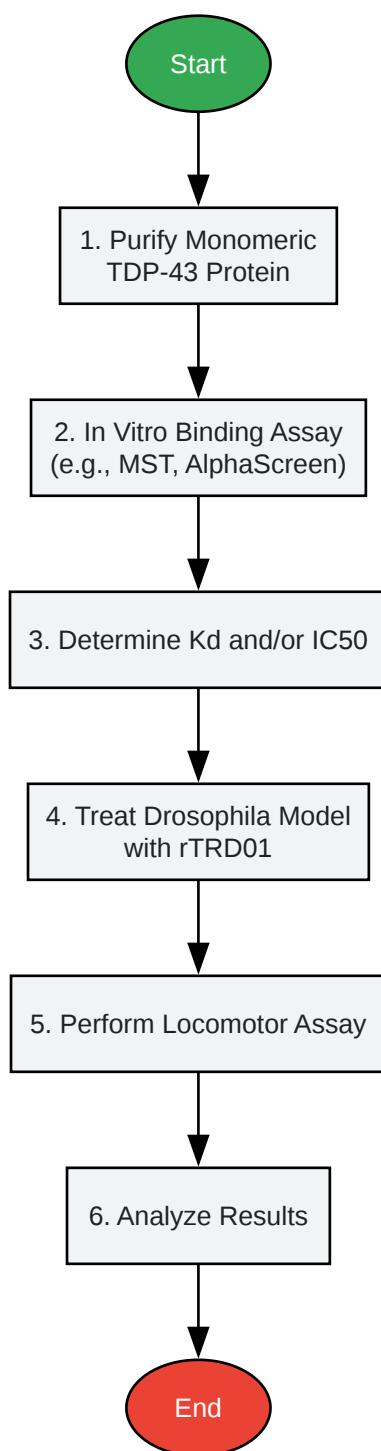 Start
1. Purify Monomeric
TDP-43 Protein
2. In Vitro Binding Assay
(e.g., MST, AlphaScreen)
3. Determine Kd and/or IC50
4. Treat Drosophila Model
with rTRD01
5. Perform Locomotor Assay
6. Analyze Results
End